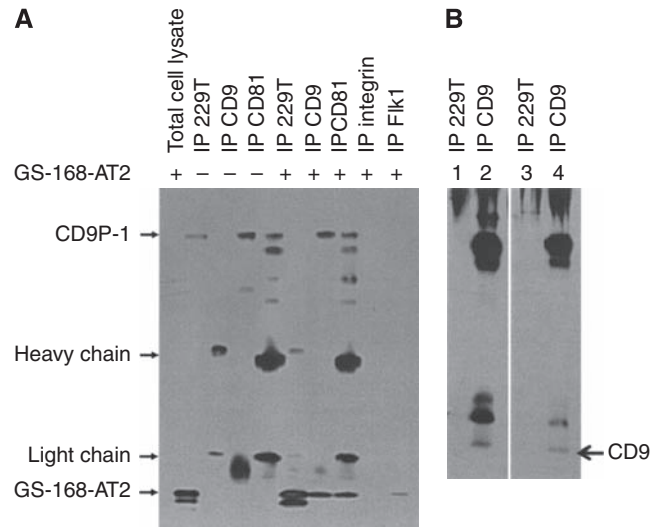 A
B
Total cell lysate
IP 229T
IP CD9
IP CD81
IP 229T
IP CD9
IPCD81
IP integrin
IP Flk1
IP 229T
IP CD9
IP 229T
IP CD9
GS-168-AT2
+ – – – + + + + +
1 2 3 4
CD9P-1
Heavy chain
Light chain
GS-168-AT2
CD9